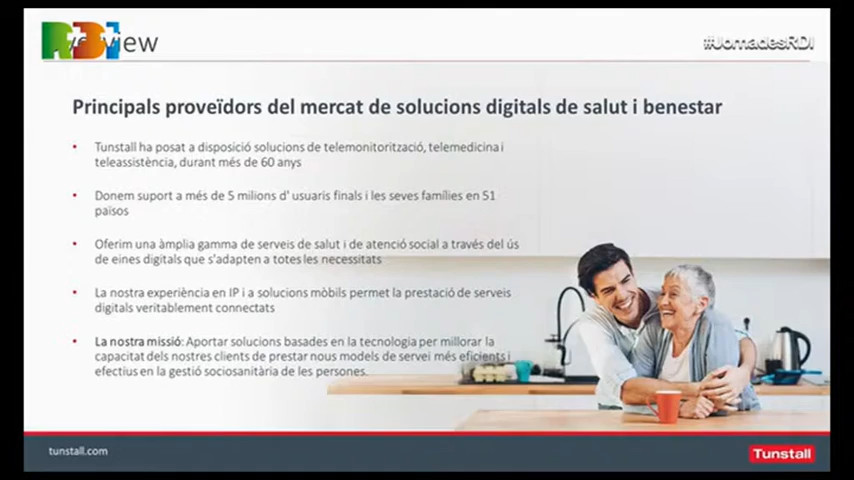 R+D+I
view
#JornadesRDI
Principals proveïdors del mercat de solucions digitals de salut i benestar
• Tunstall ha posat a disposició solucions de telemonitorització, telemedicina i
teleassistència, durant més de 60 anys
• Donem suport a més de 5 milions d' usuaris finals i les seves famílies en 51
països
• Oferim una àmplia gamma de serveis de salut i de atenció social a través del ús
de eines digitals que s'adapten a totes les necessitats
• La nostra experiència en IP i a solucions mòbils permet la prestació de serveis
digitals veritablement connectats
• La nostra missió: Aportar solucions basades en la tecnologia per millorar la
capacitat dels nostres clients de prestar nous models de servei més eficients i
efectius en la gestió sociosanitària de les persones.
tunstall.com
Tunstall